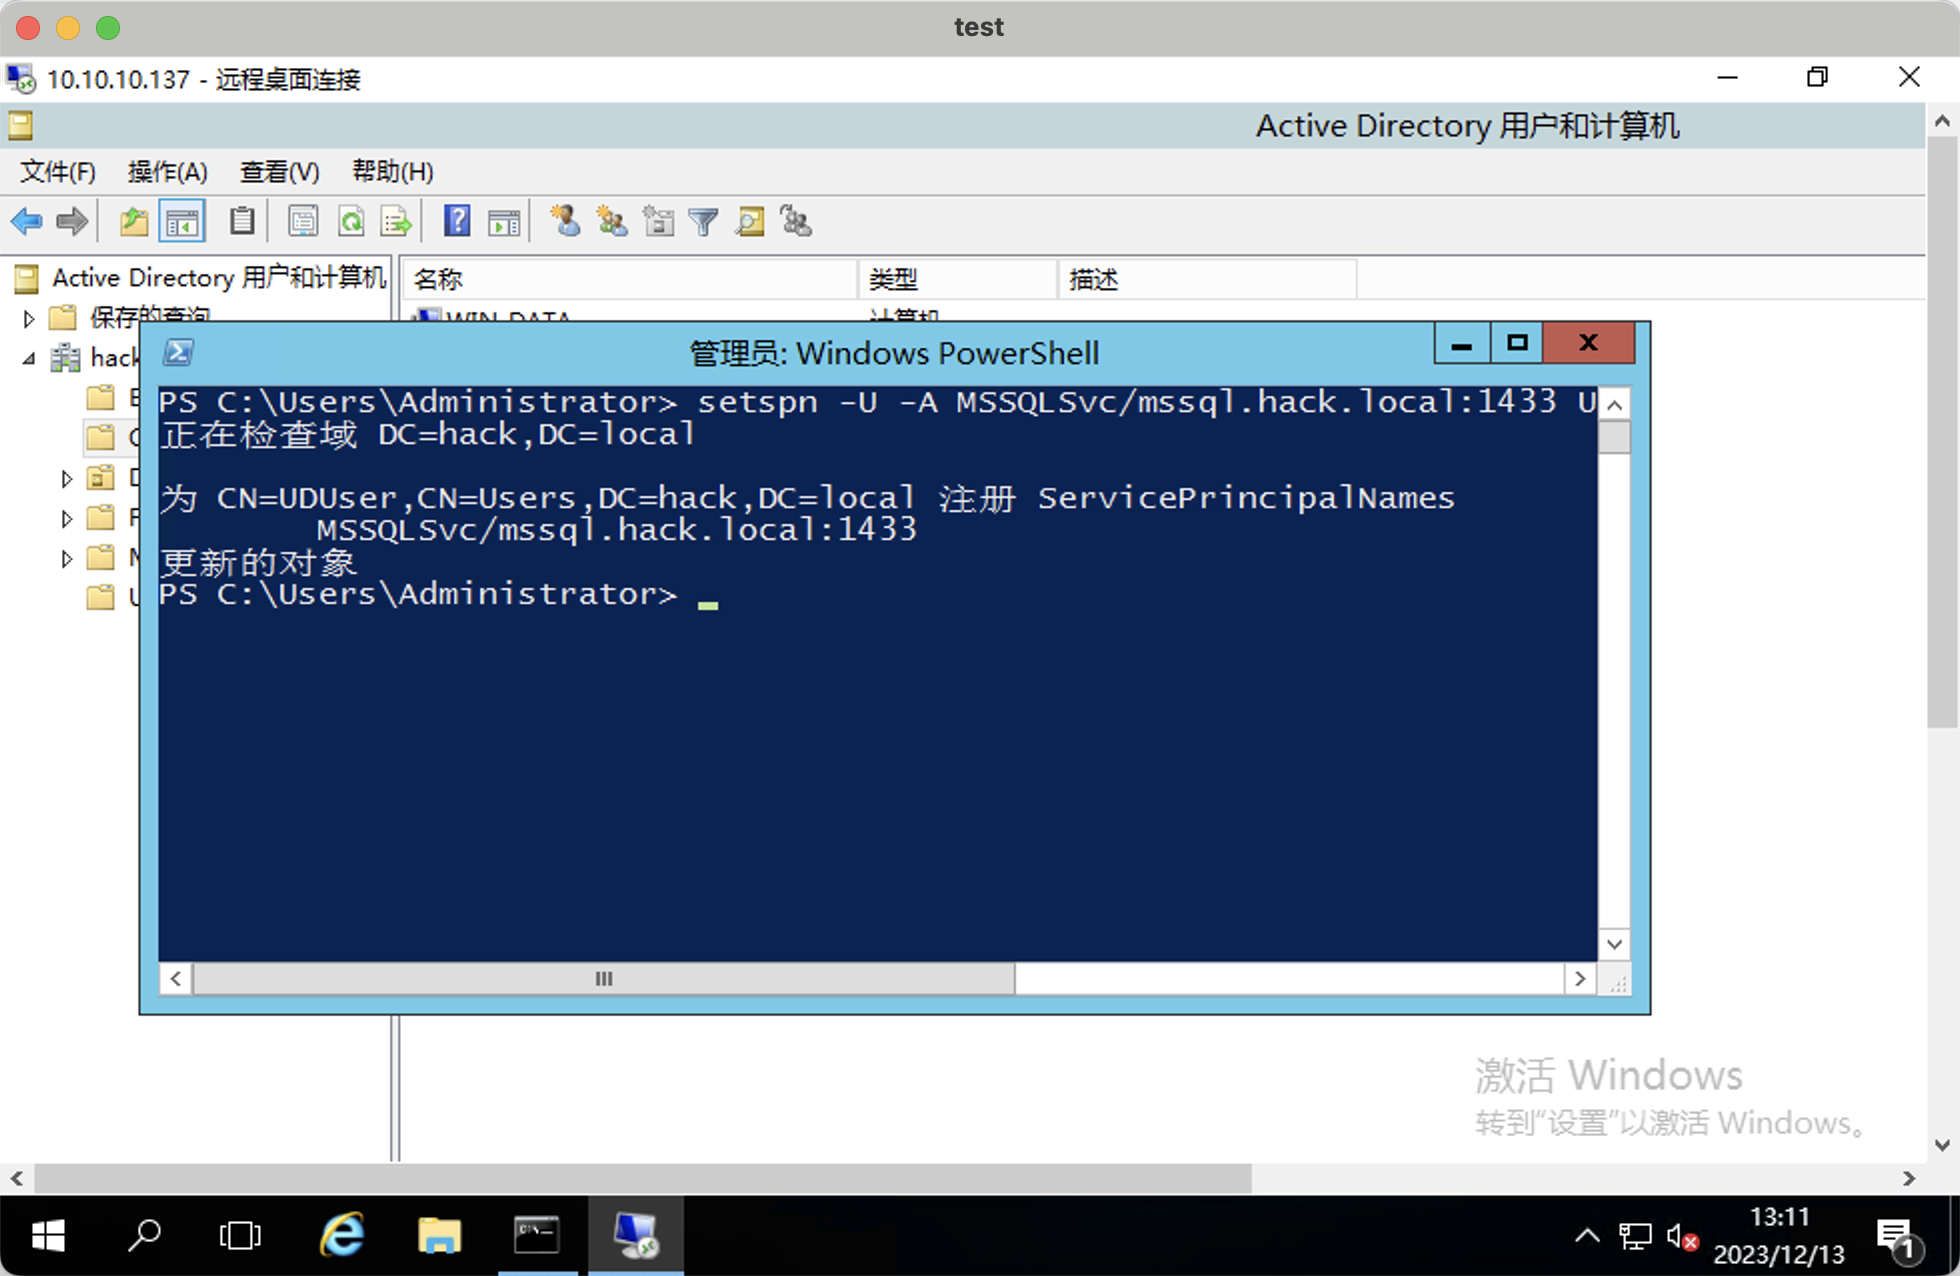 test
10.10.10.137 - 远程桌面连接
Active Directory 用户和计算机
文件(F) 操作(A) 查看(V) 帮助(H)
Active Directory 用户和计算机
名称 类型 描述
保存的查询
WIN-DATA 计算机
hack
管理员: Windows PowerShell
PS C:\Users\Administrator> setspn -U -A MSSQLSvc/mssql.hack.local:1433 U
正在检查域 DC=hack,DC=local
为 CN=UDUser,CN=Users,DC=hack,DC=local 注册 ServicePrincipalNames
MSSQLSvc/mssql.hack.local:1433
更新的对象
PS C:\Users\Administrator>
激活 Windows
转到“设置”以激活 Windows。
13:11
2023/12/13
1